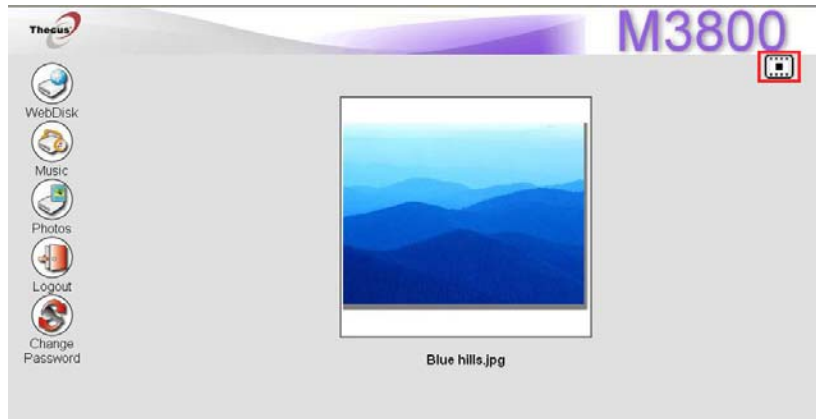 Thecus
M3800
WebDisk
Music
Photos
Logout
Change
Password
Blue hills.jpg